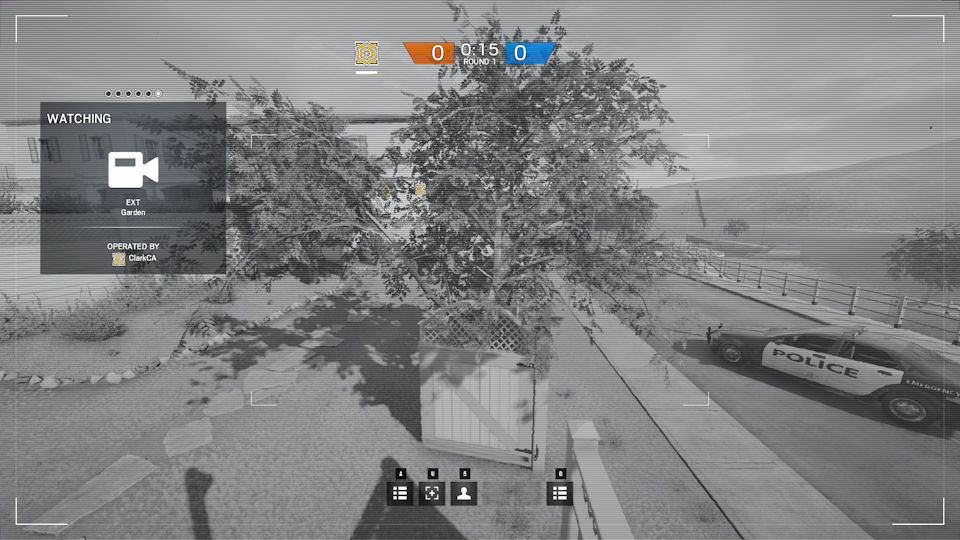 0
0:15
0
ROUND 1
WATCHING
EXT
Garden
OPERATED BY
ClarkCA
POLICE
EMERGENCY
A
U
S
D